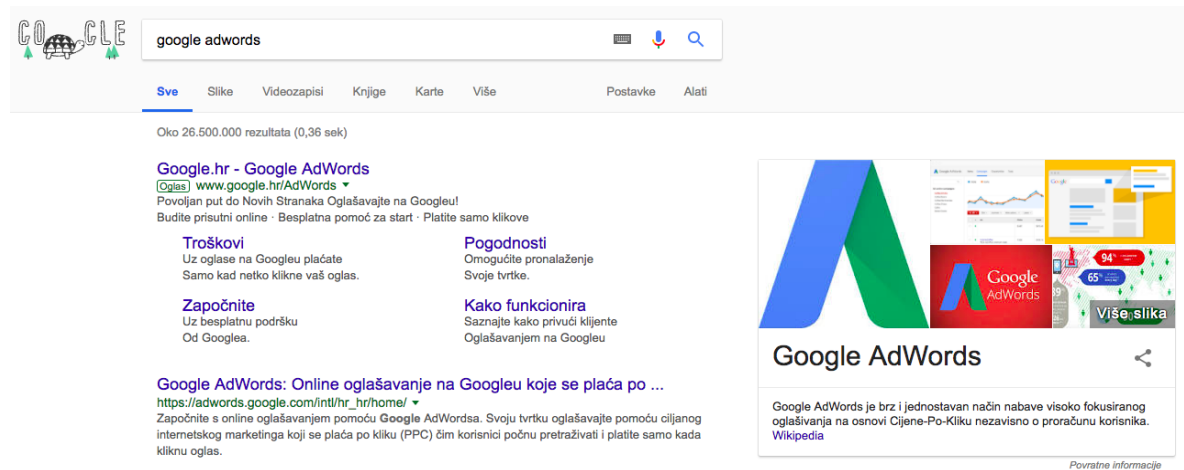 GOOGLE
google adwords
Sve Slike Videozapisi Knjige Karte Više Postavke Alati
Oko 26.500.000 rezultata (0,36 sek)
Google.hr - Google AdWords
Oglas www.google.hr/AdWords
Povoljan put do Novih Stranaka Oglašavajte na Googleu!
Budite prisutni online · Besplatna pomoć za start · Platite samo klikove
Troškovi
Uz oglase na Googleu plaćate
Samo kad netko klikne vaš oglas.
Pogodnosti
Omogućite pronalaženje
Svoje tvrtke.
Započnite
Uz besplatnu podršku
Od Googlea.
Kako funkcionira
Saznajte kako privući klijente
Oglašavanjem na Googleu
Google AdWords: Online oglašavanje na Googleu koje se plaća po ...
https://adwords.google.com/intl/hr_hr/home/
Započnite s online oglašavanjem pomoću Google AdWordsa. Svoju tvrtku oglašavajte pomoću ciljanog
internetskog marketinga koji se plaća po kliku (PPC) čim korisnici počnu pretraživati i platite samo kada
kliknu oglas.
Google
AdWords
94%
65%
Više slika
Google AdWords
Google AdWords je brz i jednostavan način nabave visoko fokusiranog
oglašivanja na osnovi Cijene-Po-Kliku nezavisno o proračunu korisnika.
Wikipedia
Povratne informacije